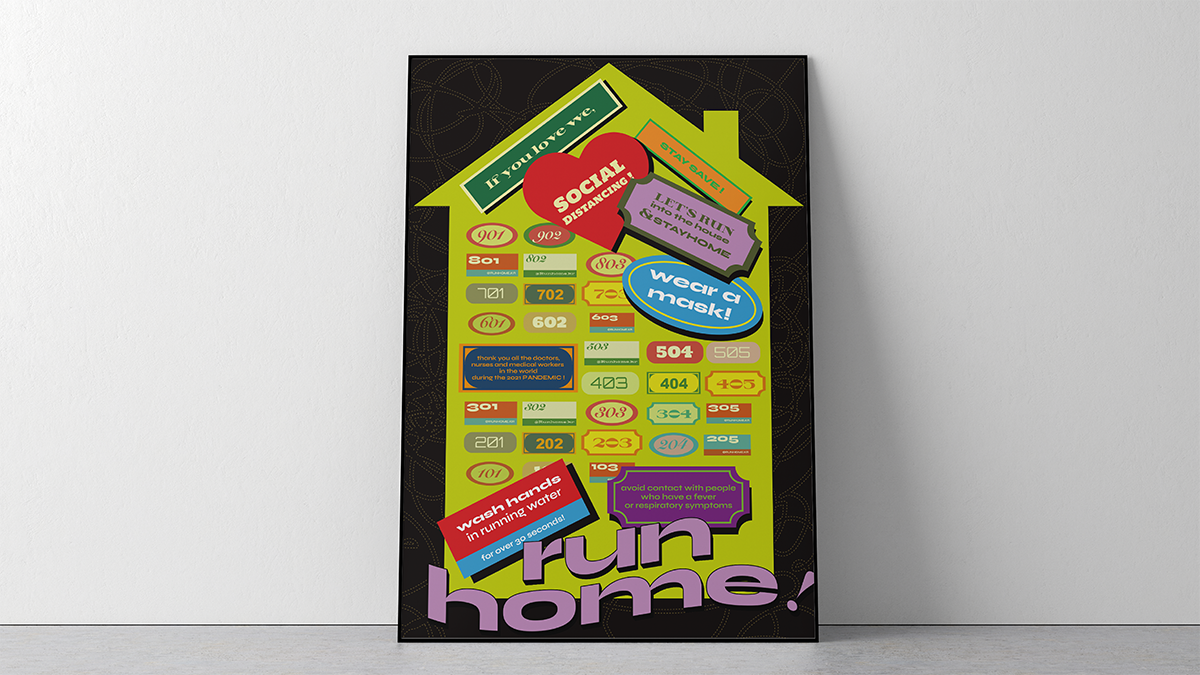 If you love we,
SOCIAL
DISTANCING !
STAY SAVE !
LET'S RUN
into the house
&STAYHOME
wear a
mask!
901
902
801
802
803
701
702
703
601
602
603
thank you all the doctors,
nurses and medical workers
in the world
during the 2021 PANDEMIC !
503
504
505
403
404
405
301
302
303
304
305
201
202
203
204
205
101
103
wash hands
in running water
for over 30 seconds!
avoid contact with people
who have a fever
or respiratory symptoms
run
home!